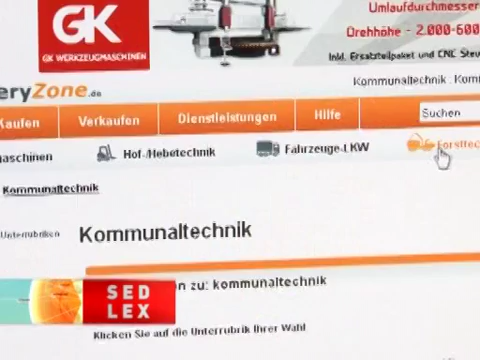 GK
GK WERKZEUGMASCHINEN
Umlaufdurchmesser
Drehhöhe - 2.000-600
Inkl. Ersatzteilpaket und CNC Steu
Kommunaltechnik : Kom
eryZone.de
Kaufen Verkaufen Dienstleistungen Hilfe Suchen
aschinen Hof-/Hebetechnik Fahrzeuge-LKW Forsttec
Kommunaltechnik
Unterrubriken
Kommunaltechnik
n zu: kommunaltechnik
SED
LEX
Klicken Sie auf die Unterrubrik Ihrer Wahl